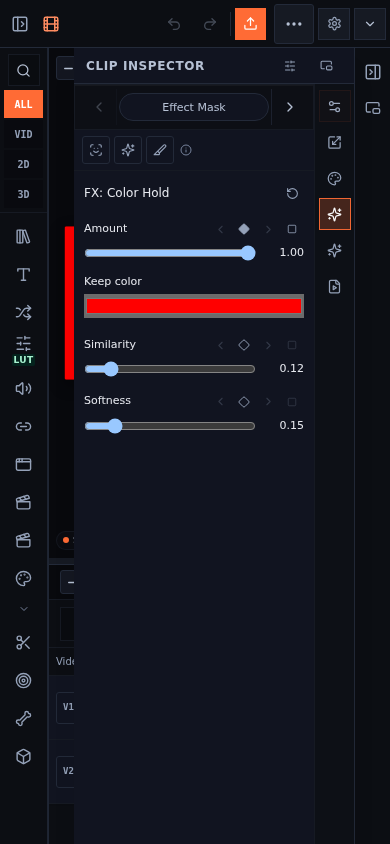 CLIP INSPECTOR
ALL
VID
2D
3D
LUT
Effect Mask
FX: Color Hold
Amount
1.00
Keep color
Similarity
0.12
Softness
0.15
V1
V2